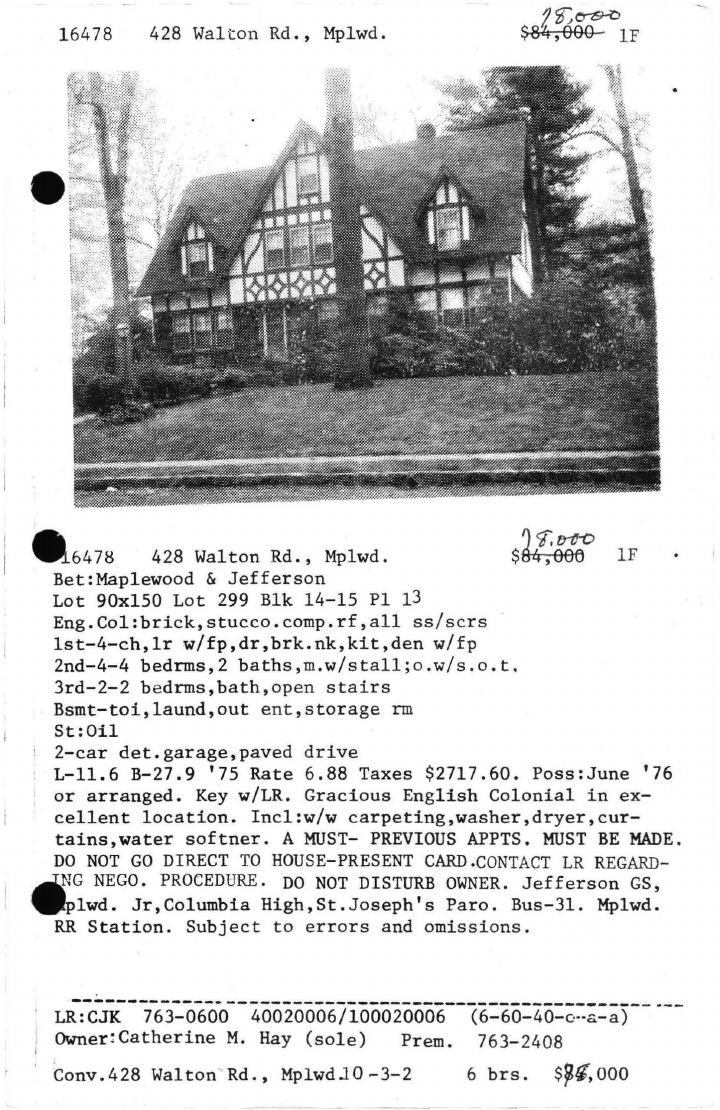 78,000
16478 428 Walton Rd., Mplwd. $84,000 1F
78.000
16478 428 Walton Rd., Mplwd. $84,000 1F
Bet:Maplewood & Jefferson
Lot 90x150 Lot 299 Blk 14-15 Pl 13
Eng.Col:brick,stucco.comp.rf,all ss/scrs
1st-4-ch,lr w/fp,dr,brk.nk,kit,den w/fp
2nd-4-4 bedrms,2 baths,m.w/stall;o.w/s.o.t.
3rd-2-2 bedrms,bath,open stairs
Bsmt-toi,laund,out ent,storage rm
St:Oil
2-car det.garage,paved drive
L-11.6 B-27.9 '75 Rate 6.88 Taxes $2717.60. Poss:June '76
or arranged. Key w/LR. Gracious English Colonial in ex-
cellent location. Incl:w/w carpeting,washer,dryer,cur-
tains,water softner. A MUST- PREVIOUS APPTS. MUST BE MADE.
DO NOT GO DIRECT TO HOUSE-PRESENT CARD.CONTACT LR REGARD-
ING NEGO. PROCEDURE. DO NOT DISTURB OWNER. Jefferson GS,
plwd. Jr,Columbia High,St.Joseph's Paro. Bus-31. Mplwd.
RR Station. Subject to errors and omissions.
LR:CJK 763-0600 40020006/100020006 (6-60-40-c-a-a)
Owner:Catherine M. Hay (sole) Prem. 763-2408
Conv.428 Walton Rd., Mplwd.10-3-2 6 brs. ,000